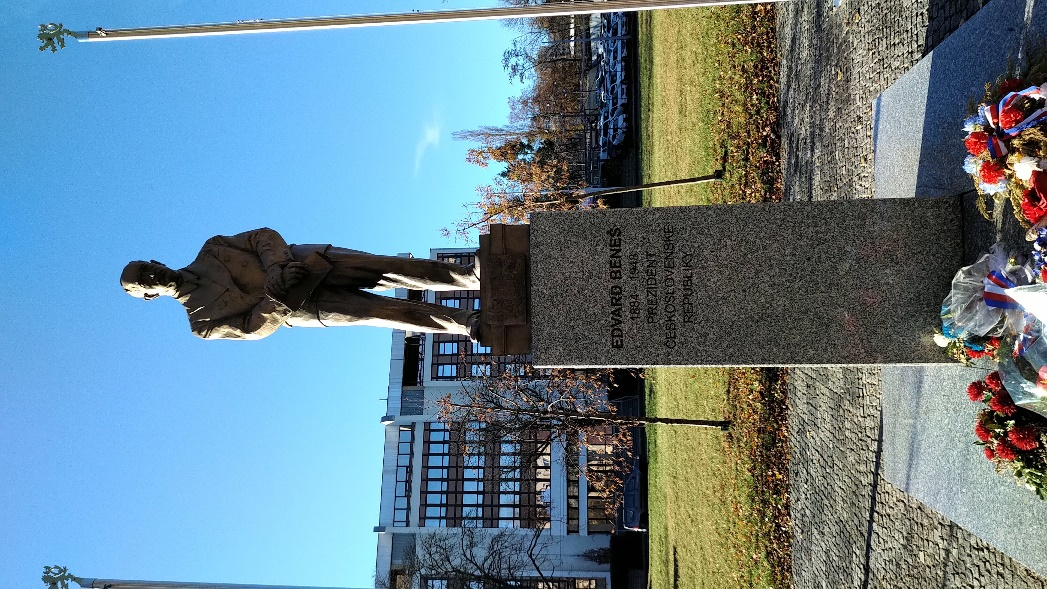 EDVARD BENEŠ
1884 - 1948
PREZIDENT
ČESKOSLOVENSKÉ
REPUBLIKY